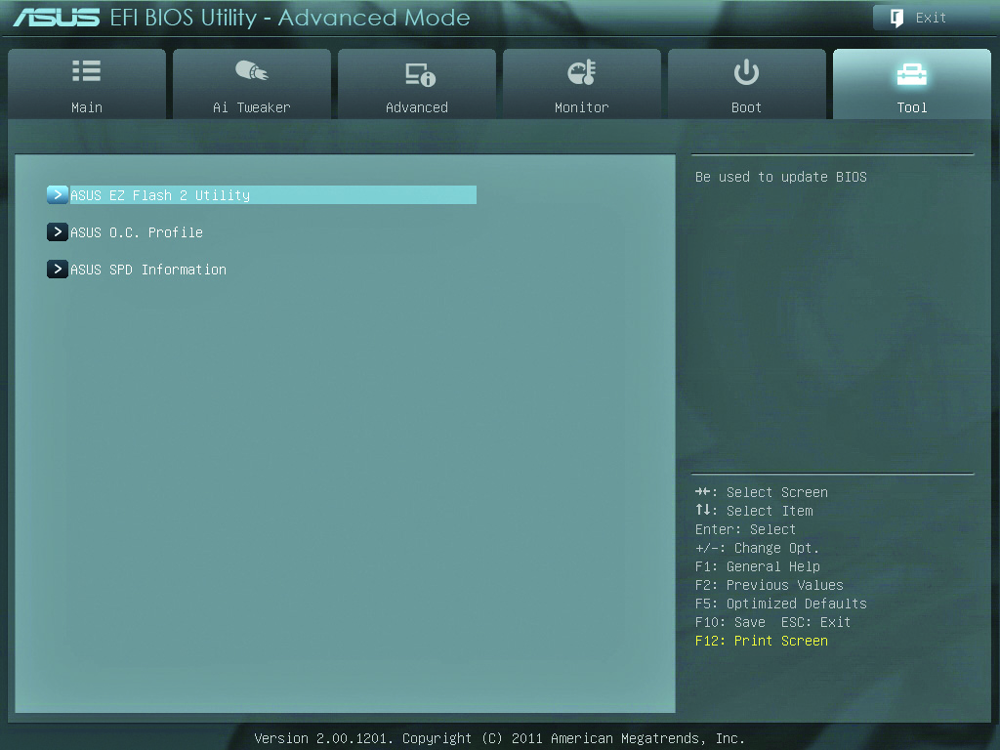 ASUS EFI BIOS Utility - Advanced Mode
Exit
Main
Ai Tweaker
Advanced
Monitor
Boot
Tool
ASUS EZ Flash 2 Utility
ASUS O.C. Profile
ASUS SPD Information
Be used to update BIOS
→←: Select Screen
↑↓: Select Item
Enter: Select
+/-: Change Opt.
F1: General Help
F2: Previous Values
F5: Optimized Defaults
F10: Save  ESC: Exit
F12: Print Screen
Version 2.00.1201. Copyright (C) 2011 American Megatrends, Inc.